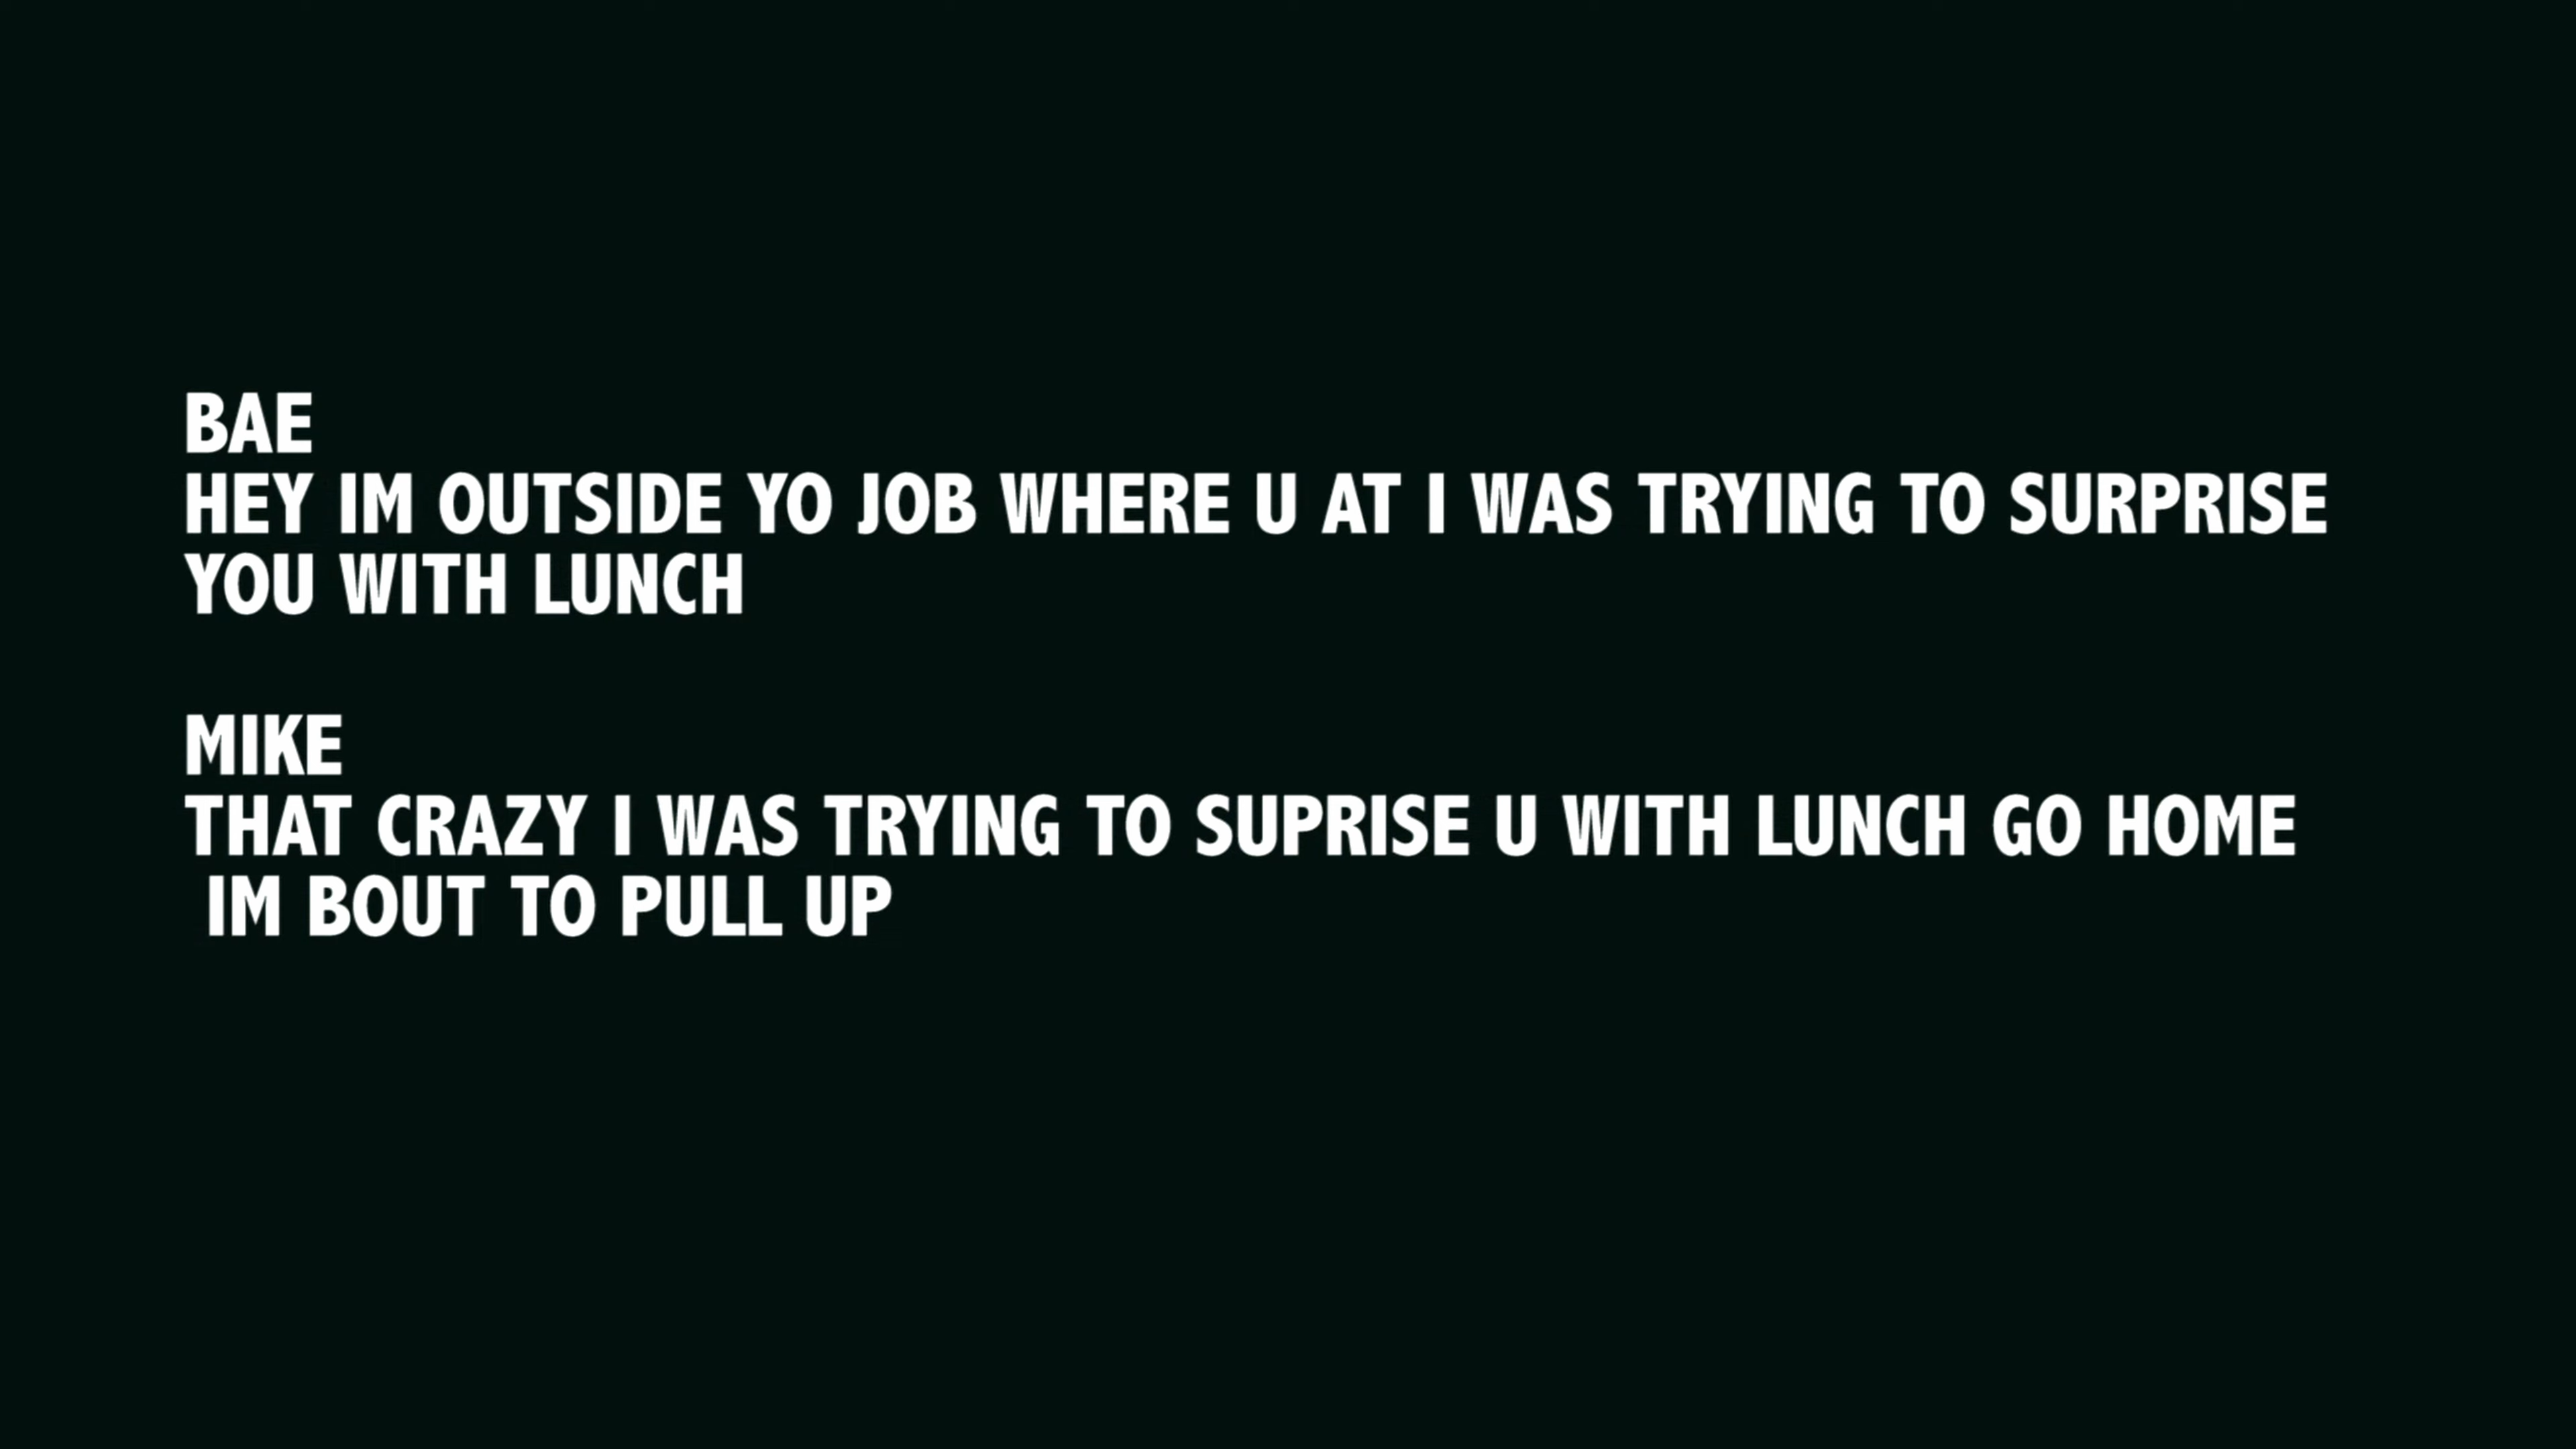 BAE
HEY IM OUTSIDE YO JOB WHERE U AT I WAS TRYING TO SURPRISE
YOU WITH LUNCH
MIKE
THAT CRAZY I WAS TRYING TO SUPRISE U WITH LUNCH GO HOME
IM BOUT TO PULL UP